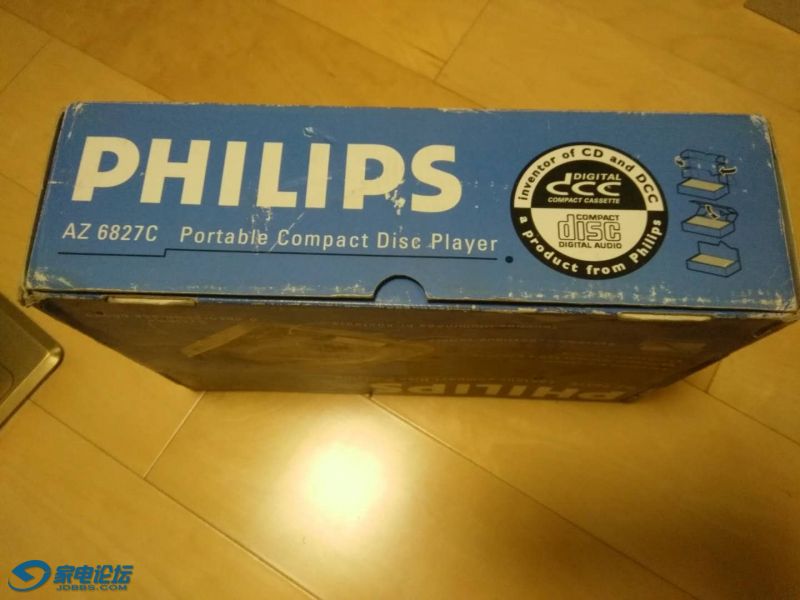 PHILIPS
AZ 6827C Portable Compact Disc Player
inventor of CD and DCC
DIGITAL
dcc
COMPACT CASSETTE
COMPACT
disc
DIGITAL AUDIO
a product from Philips
PHILIPS
家电论坛
JDBBS.COM